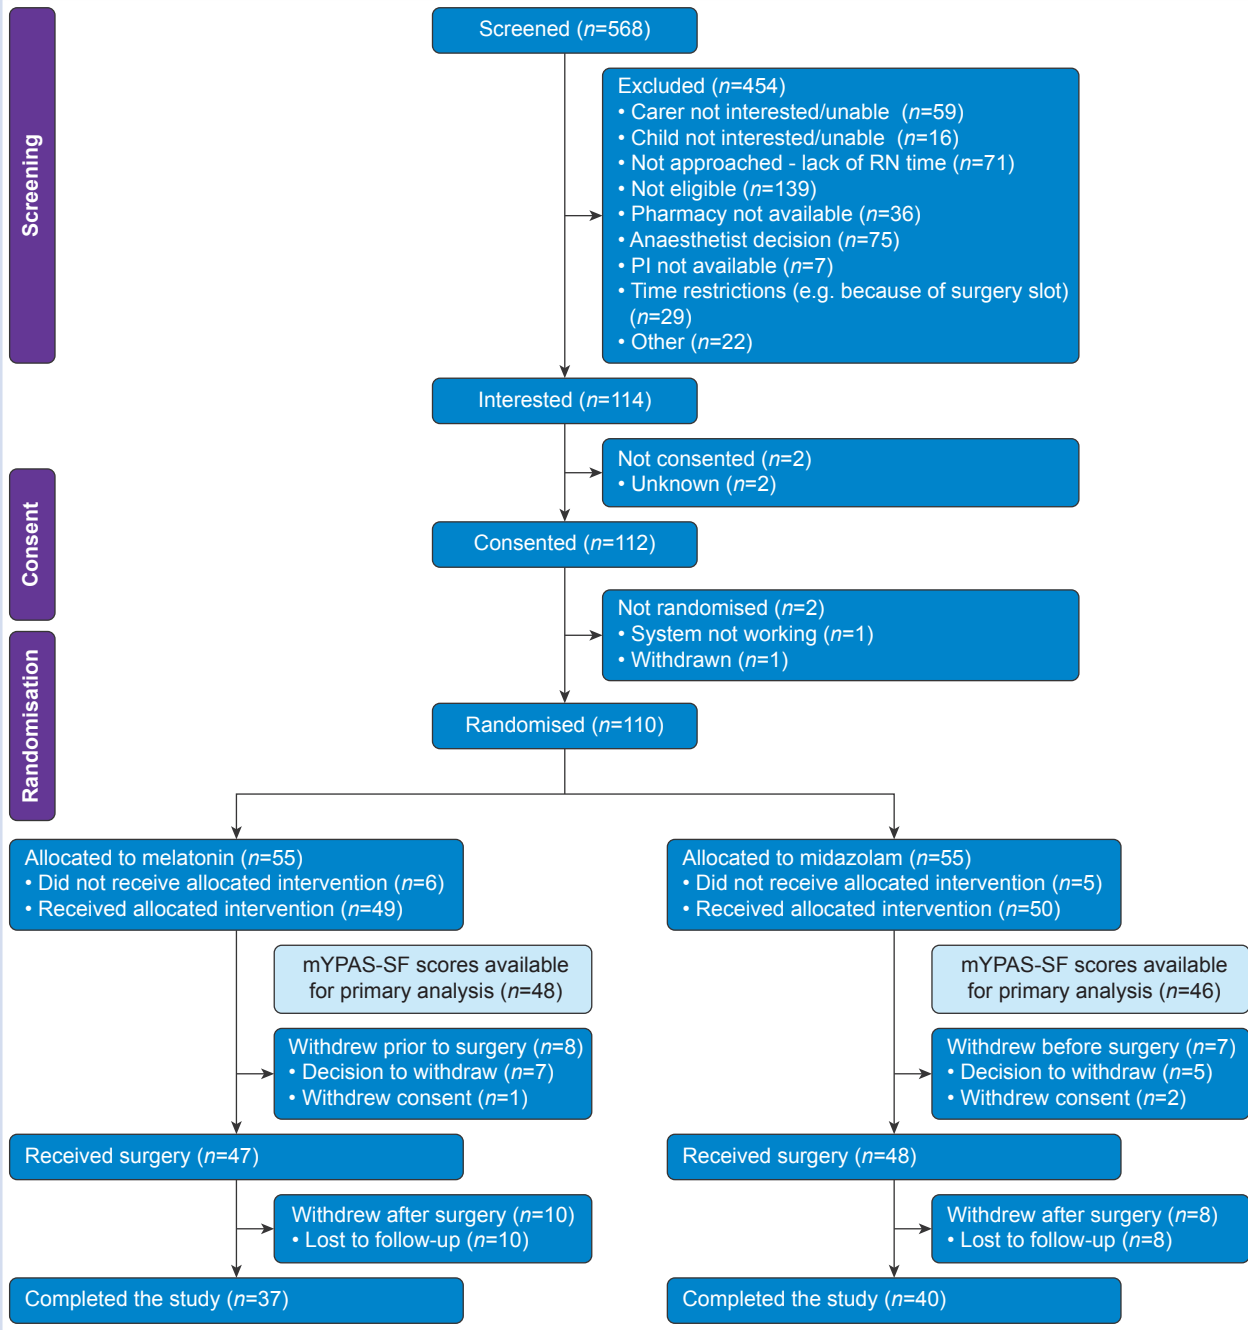 Screening
Screened (n=568)
Excluded (n=454)
• Carer not interested/unable (n=59)
• Child not interested/unable (n=16)
• Not approached - lack of RN time (n=71)
• Not eligible (n=139)
• Pharmacy not available (n=36)
• Anaesthetist decision (n=75)
• PI not available (n=7)
• Time restrictions (e.g. because of surgery slot)
(n=29)
• Other (n=22)
Interested (n=114)
Consent
Not consented (n=2)
• Unknown (n=2)
Consented (n=112)
Not randomised (n=2)
• System not working (n=1)
• Withdrawn (n=1)
Randomisation
Randomised (n=110)
Allocated to melatonin (n=55)
• Did not receive allocated intervention (n=6)
• Received allocated intervention (n=49)
mYPAS-SF scores available
for primary analysis (n=48)
Withdrew prior to surgery (n=8)
• Decision to withdraw (n=7)
• Withdrew consent (n=1)
Received surgery (n=47)
Withdrew after surgery (n=10)
• Lost to follow-up (n=10)
Completed the study (n=37)
Allocated to midazolam (n=55)
• Did not receive allocated intervention (n=5)
• Received allocated intervention (n=50)
mYPAS-SF scores available
for primary analysis (n=46)
Withdrew before surgery (n=7)
• Decision to withdraw (n=5)
• Withdrew consent (n=2)
Received surgery (n=48)
Withdrew after surgery (n=8)
• Lost to follow-up (n=8)
Completed the study (n=40)